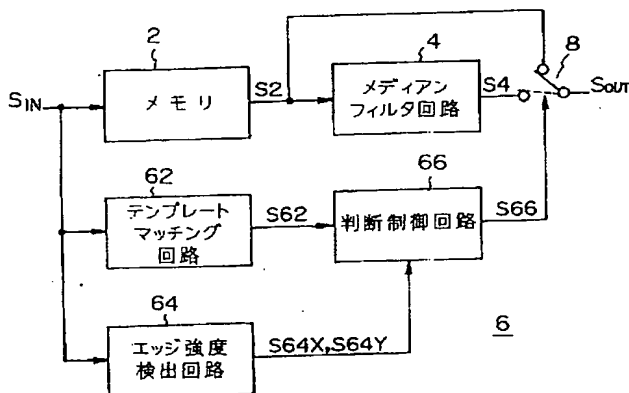 2
メモリ
SIN
S2
4
メディアン
フィルタ回路
S4
8
SOUT
62
テンプレート
マッチング
回路
S62
66
判断制御回路
S66
64
エッジ強度
検出回路
S64X,S64Y
6